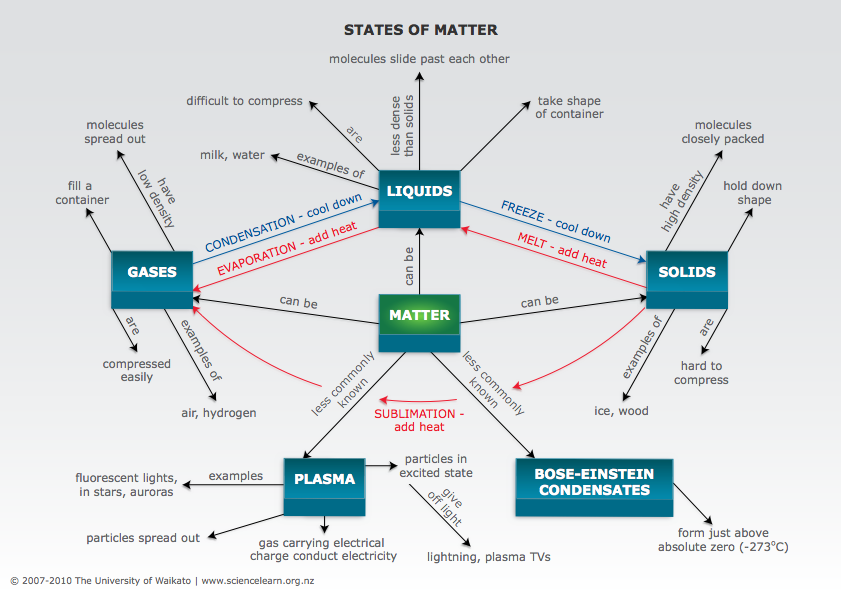 STATES OF MATTER
molecules slide past each other
difficult to compress
are
less dense
than solids
take shape
of container
milk, water
examples of
LIQUIDS
molecules
spread out
fill a
container
have
low density
CONDENSATION - cool down
EVAPORATION - add heat
FREEZE - cool down
MELT - add heat
molecules
closely packed
have
high density
hold down
shape
GASES
can be
can be
can be
SOLIDS
MATTER
are
compressed
easily
examples of
air, hydrogen
less commonly
known
less commonly
known
SUBLIMATION -
add heat
examples of
ice, wood
are
hard to
compress
PLASMA
examples
fluorescent lights,
in stars, auroras
particles spread out
gas carrying electrical
charge conduct electricity
particles in
excited state
give
off light
lightning, plasma TVs
BOSE-EINSTEIN
CONDENSATES
form just above
absolute zero (-273°C)
© 2007-2010 The University of Waikato | www.sciencelearn.org.nz